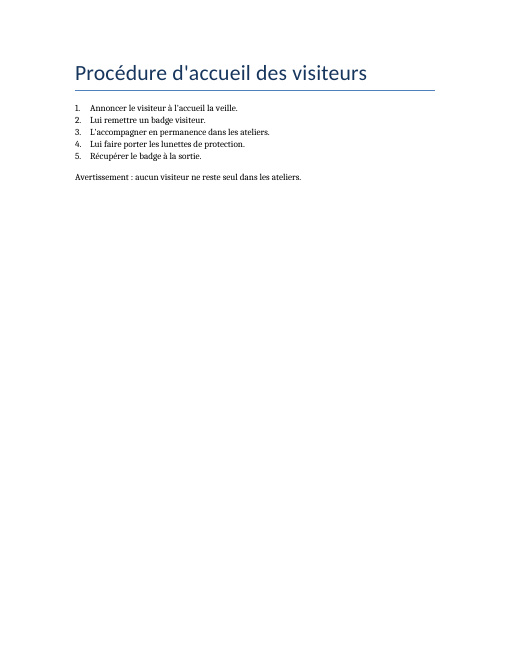 Procédure d'accueil des visiteurs
1. Annoncer le visiteur à l'accueil la veille.
2. Lui remettre un badge visiteur.
3. L'accompagner en permanence dans les ateliers.
4. Lui faire porter les lunettes de protection.
5. Récupérer le badge à la sortie.
Avertissement : aucun visiteur ne reste seul dans les ateliers.